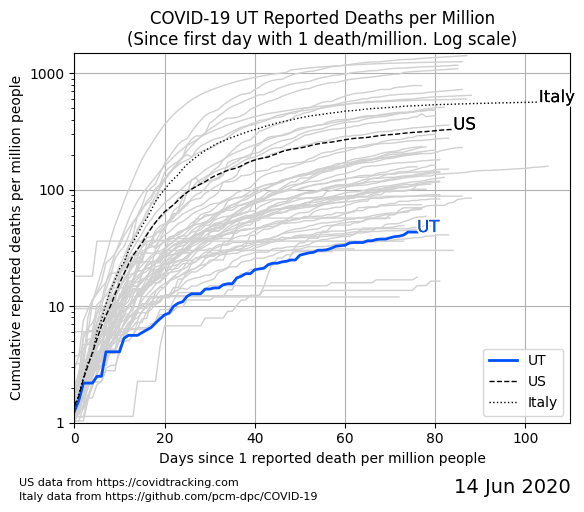 COVID-19 UT Reported Deaths per Million
(Since first day with 1 death/million. Log scale)
Cumulative reported deaths per million people
1000
100
10
1
Italy
US
UT
UT
US
Italy
0 20 40 60 80 100
Days since 1 reported death per million people
US data from https://covidtracking.com
Italy data from https://github.com/pcm-dpc/COVID-19
14 Jun 2020